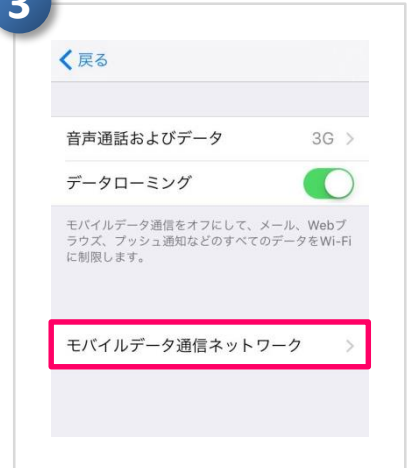 3
戻る
音声通話およびデータ 3G
データローミング
モバイルデータ通信をオフにして、メール、Webブ
ラウズ、プッシュ通知などのすべてのデータをWi-Fi
に制限します。
モバイルデータ通信ネットワーク